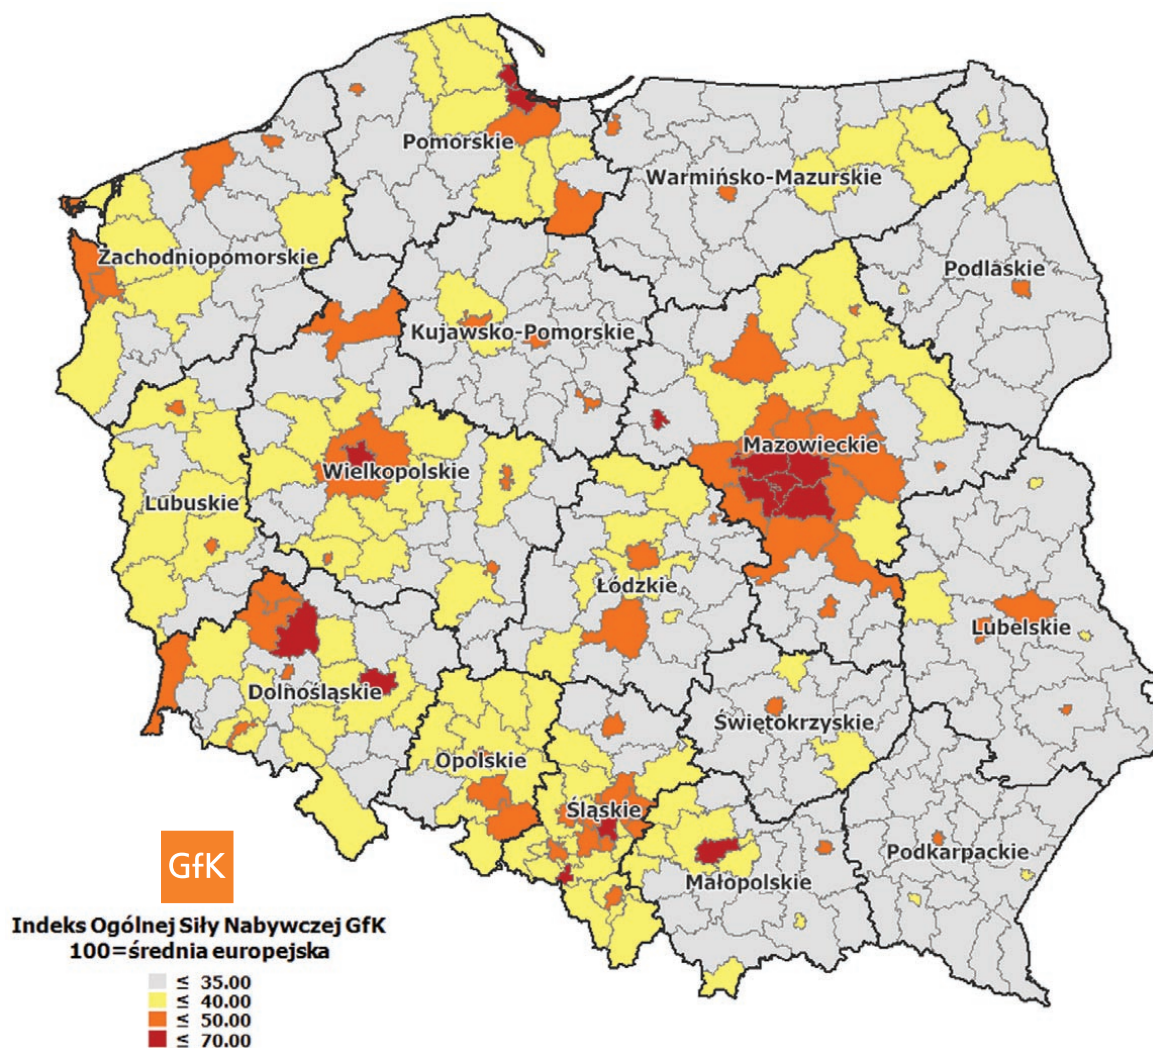 Pomorskie
Warmińsko-Mazurskie
Zachodniopomorskie
Podlaskie
Kujawsko-Pomorskie
Mazowieckie
Wielkopolskie
Lubuskie
Łódzkie
Lubelskie
Dolnośląskie
Świętokrzyskie
Opolskie
Śląskie
Podkarpackie
Małopolskie
GfK
Indeks Ogólnej Siły Nabywczej GfK
100=średnia europejska
≤ 35.00
≤ 40.00
≤ 50.00
≤ 70.00